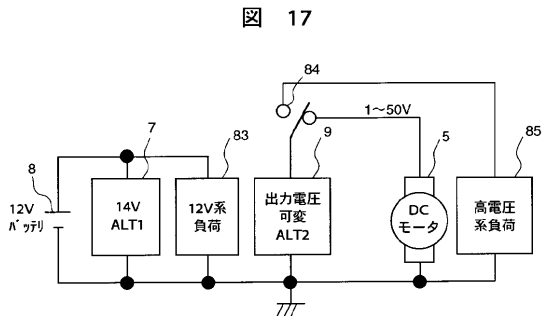 図 17
84
7
83
9
1～50V
5
85
8
12V
バッテリ
14V
ALT1
12V系
負荷
出力電圧
可変
ALT2
DC
モータ
高電圧
系負荷